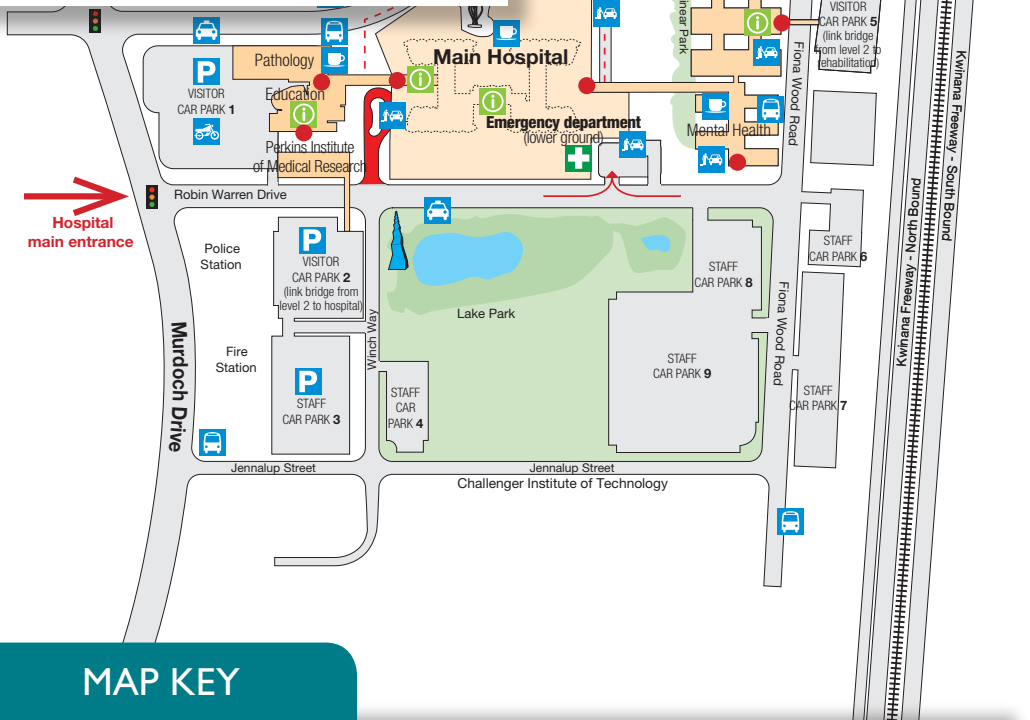 VISITOR
CAR PARK 5
(link bridge
from level 2 to
rehabilitation)
Fiona Wood Road
Kwinana Freeway - South Bound
Kwinana Freeway - North Bound
Pathology
Main Hospital
P
VISITOR
CAR PARK 1
Education
Emergency department
(lower ground)
Mental Health
Perkins Institute
of Medical Research
Robin Warren Drive
Hospital
main entrance
Police
Station
P
VISITOR
CAR PARK 2
(link bridge from
level 2 to hospital)
STAFF
CAR PARK 6
STAFF
CAR PARK 8
Lake Park
Fiona Wood Road
Winch Way
Murdoch Drive
Fire
Station
P
STAFF
CAR PARK 3
STAFF
CAR
PARK 4
STAFF
CAR PARK 9
STAFF
CAR PARK 7
Jennalup Street
Jennalup Street
Challenger Institute of Technology
MAP KEY